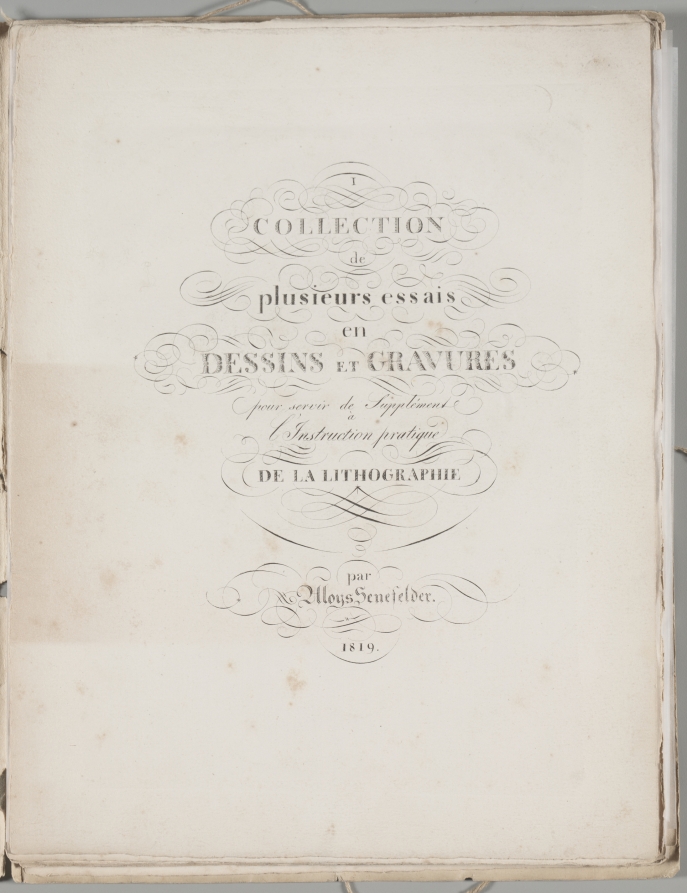 I
COLLECTION
de
plusieurs essais
en
DESSINS ET GRAVURES
pour servir de Supplément
à
l'Instruction pratique
DE LA LITHOGRAPHIE
par
Aloys Senefelder.
1819.